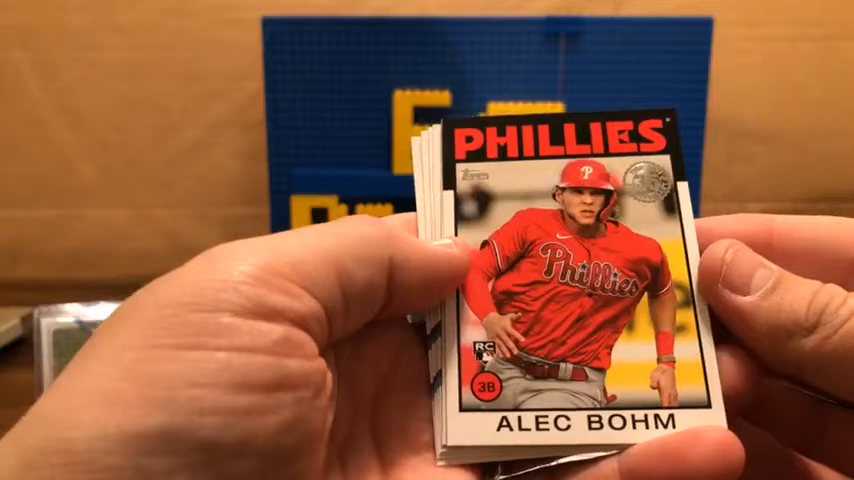 PHILLIES
Topps
P
Phillies
RC
3B
ALEC BOHM